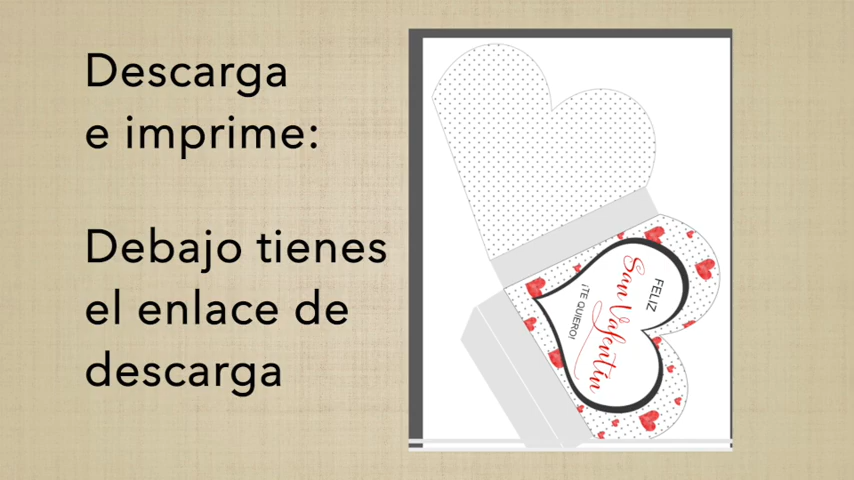 Descarga
e imprime:
Debajo tienes
el enlace de
descarga
FELIZ
San Valentín
¡TE QUIERO!